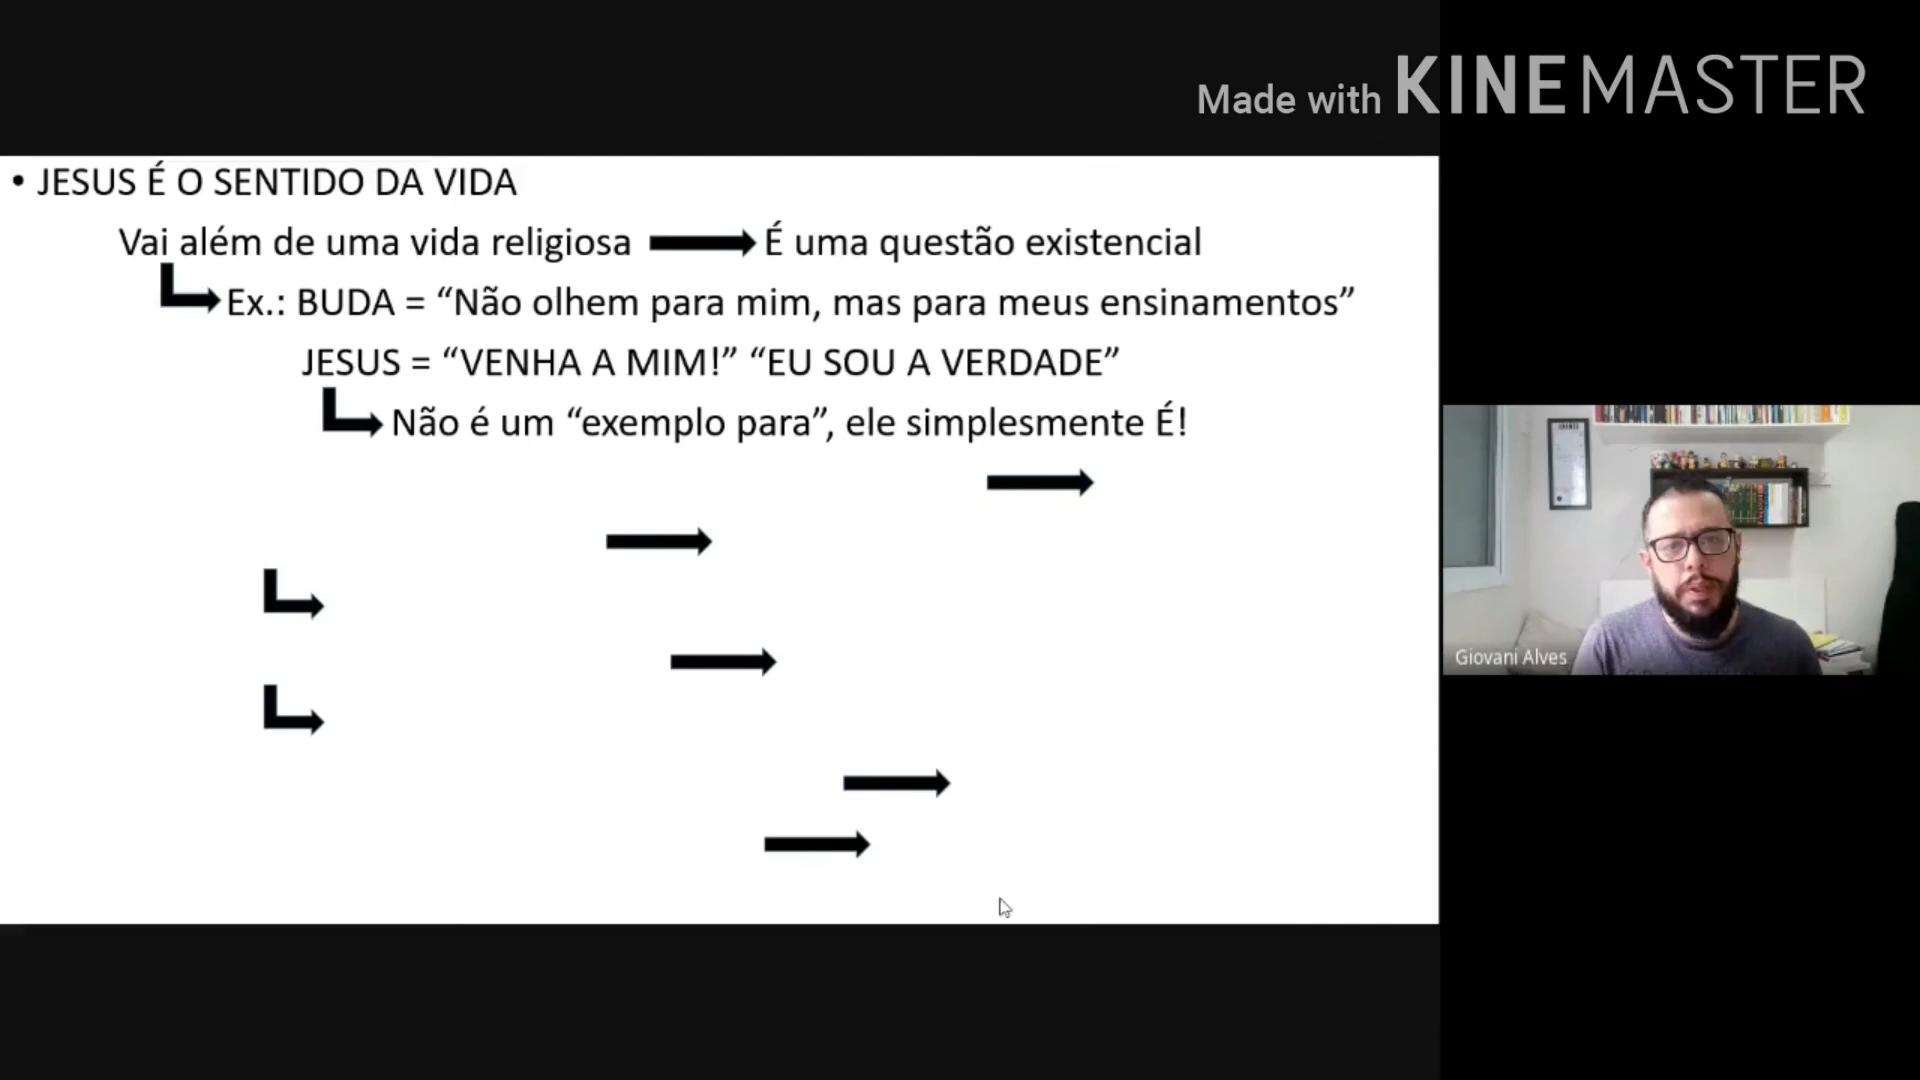 Made with KINEMASTER
• JESUS É O SENTIDO DA VIDA
Vai além de uma vida religiosa É uma questão existencial
Ex.: BUDA = “Não olhem para mim, mas para meus ensinamentos”
JESUS = “VENHA A MIM!” “EU SOU A VERDADE”
Não é um “exemplo para”, ele simplesmente É!
Giovani Alves